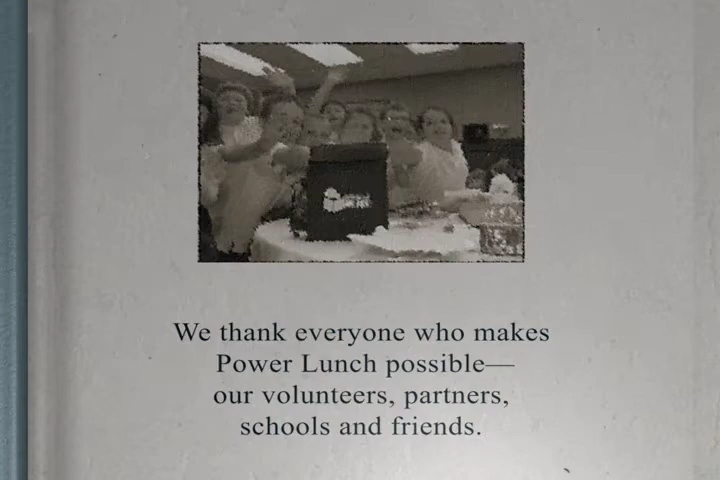 We thank everyone who makes
Power Lunch possible—
our volunteers, partners,
schools and friends.